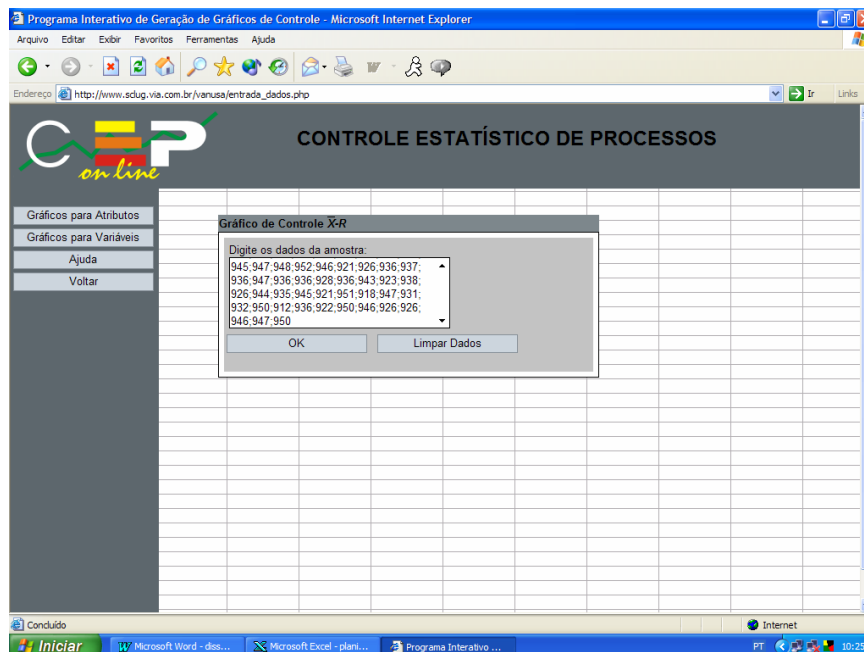 Programa Interativo de Geração de Gráficos de Controle - Microsoft Internet Explorer
Arquivo Editar Exibir Favoritos Ferramentas Ajuda
Endereço http://www.sdug.via.com.br/vanusa/entrada_dados.php Ir Links
CEP
on line
CONTROLE ESTATÍSTICO DE PROCESSOS
Gráficos para Atributos
Gráficos para Variáveis
Ajuda
Voltar
Gráfico de Controle X̅-R
Digite os dados da amostra:
945;947;948;952;946;921;926;936;937;
936;947;936;936;928;936;943;923;938;
926;944;935;945;921;951;918;947;931;
932;950;912;936;922;950;946;926;926;
946;947;950
OK Limpar Dados
Concluído Internet
Iniciar Microsoft Word - diss... Microsoft Excel - plani... Programa Interativo ... PT 10:25